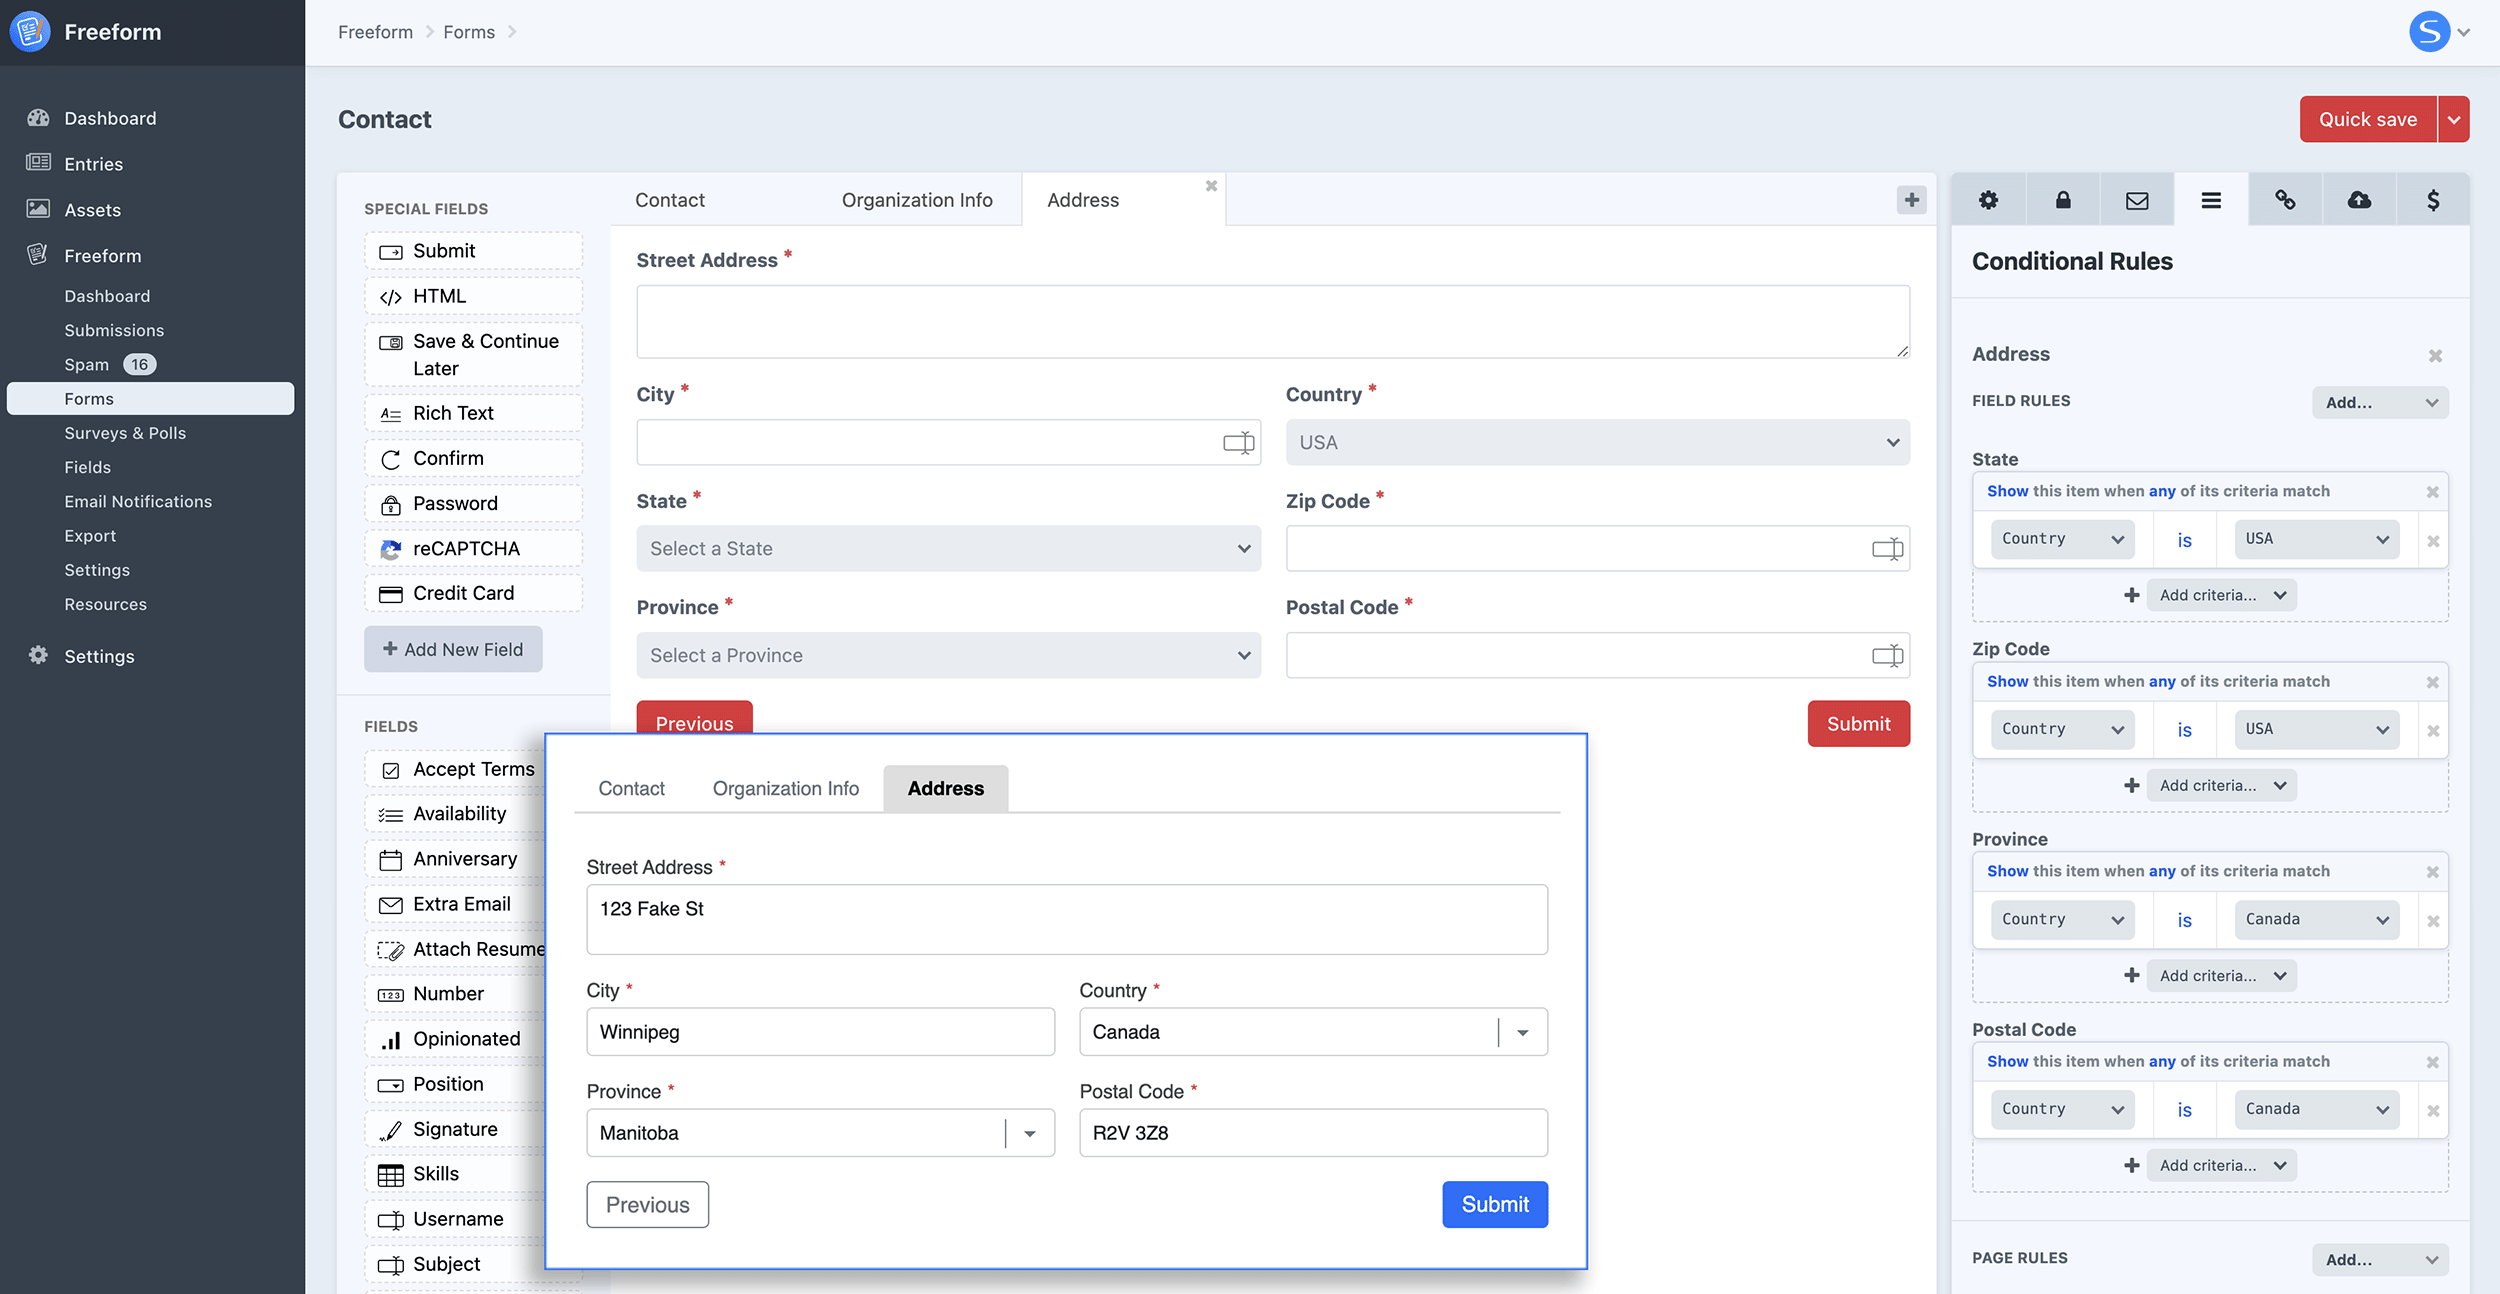 Freeform
Freeform
Forms
S
Dashboard
Entries
Assets
Freeform
Dashboard
Submissions
Spam 16
Forms
Surveys & Polls
Fields
Email Notifications
Export
Settings
Resources
Settings
Contact
Quick save
SPECIAL FIELDS
Submit
HTML
Save & Continue
Later
Rich Text
Confirm
Password
reCAPTCHA
Credit Card
Add New Field
FIELDS
Accept Terms
Availability
Anniversary
Extra Email
Attach Resume
Number
Opinionated
Position
Signature
Skills
Username
Subject
Contact
Organization Info
Address
Street Address *
City *
Country *
USA
State *
Zip Code *
Select a State
Province *
Postal Code *
Select a Province
Previous
Submit
Contact
Organization Info
Address
Street Address *
123 Fake St
City *
Country *
Winnipeg
Canada
Province *
Postal Code *
Manitoba
R2V 3Z8
Previous
Submit
Conditional Rules
Address
FIELD RULES
Add...
State
Show this item when any of its criteria match
Country is USA
Add criteria...
Zip Code
Show this item when any of its criteria match
Country is USA
Add criteria...
Province
Show this item when any of its criteria match
Country is Canada
Add criteria...
Postal Code
Show this item when any of its criteria match
Country is Canada
Add criteria...
PAGE RULES
Add...